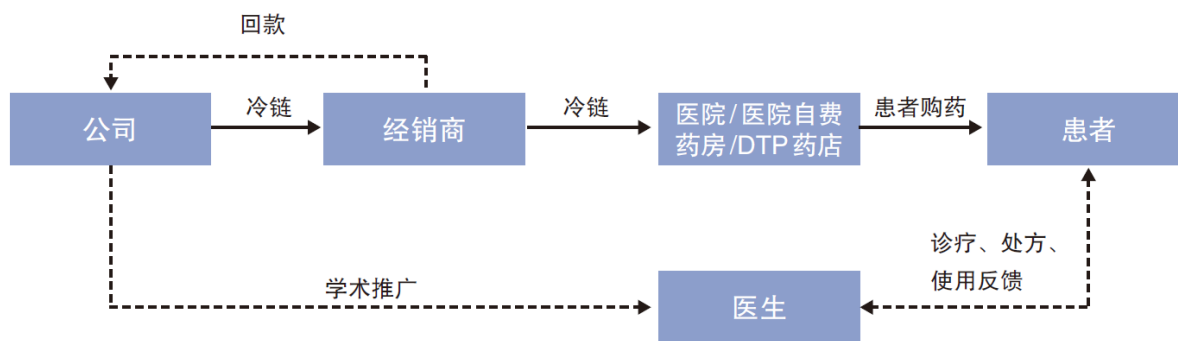 回款
公司
冷链
经销商
冷链
医院/医院自费
药房/DTP药店
患者购药
患者
诊疗、处方、
使用反馈
学术推广
医生